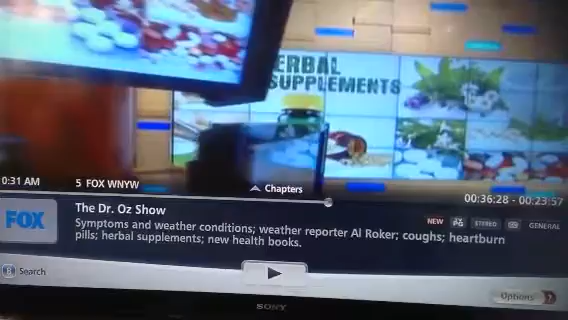 ERBAL
SUPPLEMENTS
0:31 AM 5 FOX WNYW
Chapters
00:36:28 - 00:23:57
FOX
The Dr. Oz Show
NEW STEREO GENERAL
Symptoms and weather conditions; weather reporter Al Roker; coughs; heartburn
pills; herbal supplements; new health books.
Search
Options
SONY